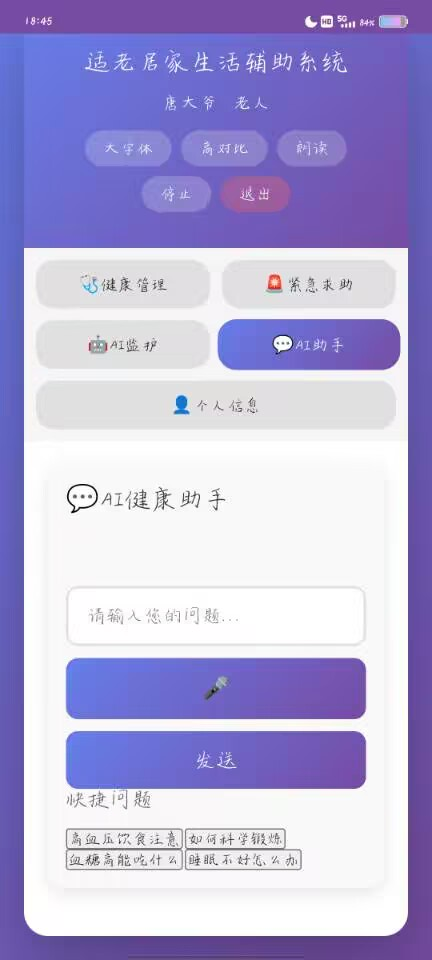 18:45 HD 5G 84%
适老居家生活辅助系统
唐大爷 老人
大字体 高对比 朗读
停止 退出
健康管理 紧急求助
AI监护 AI助手
个人信息
AI健康助手
请输入您的问题...
发送
快捷问题
高血压饮食注意 如何科学锻炼
血糖高能吃什么 睡眠不好怎么办